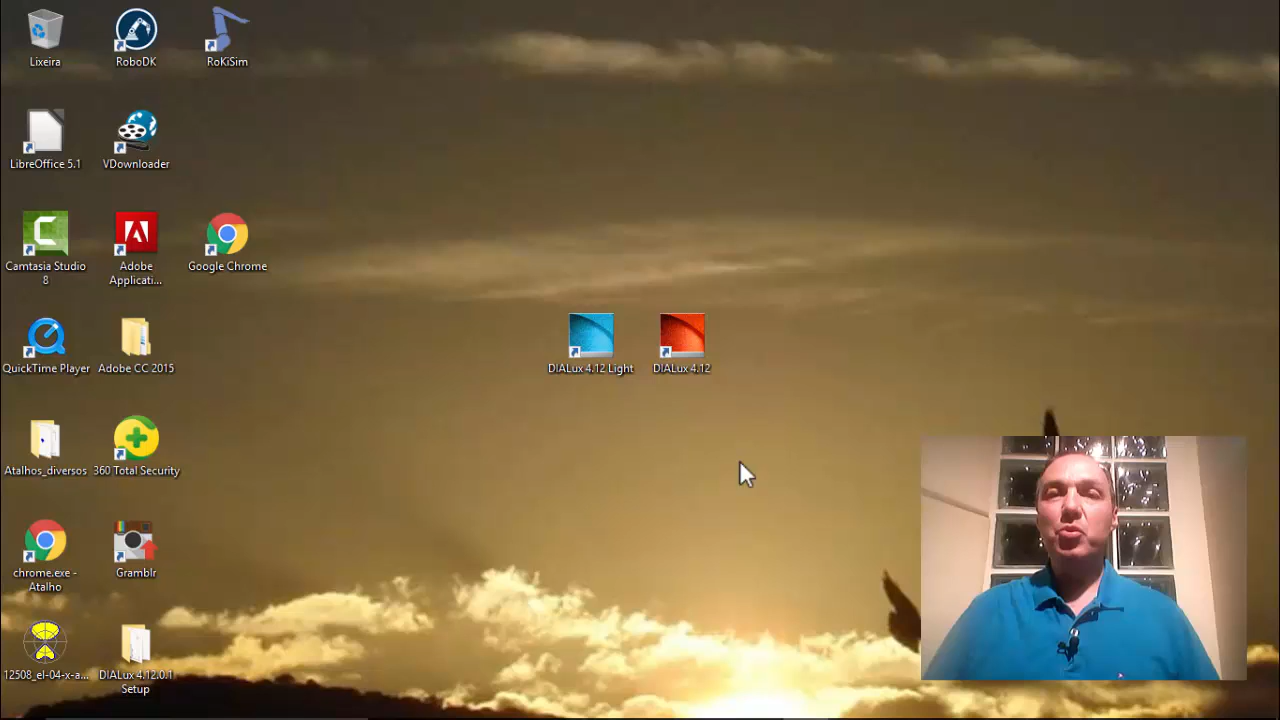 Lixeira
RoboDK
RoKiSim
LibreOffice 5.1
VDownloader
Camtasia Studio
8
Adobe
Applicati...
Google Chrome
QuickTime Player
Adobe CC 2015
DIALux 4.12 Light
DIALux 4.12
Atalhos_diversos
360 Total Security
chrome.exe -
Atalho
Gramblr
12508_el-04-x-a...
DIALux 4.12.0.1
Setup